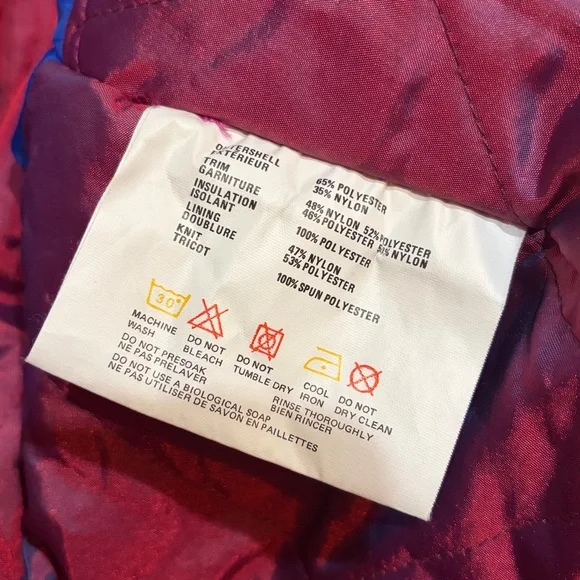 OUTERSHELL
EXTÉRIEUR
TRIM
GARNITURE
INSULATION
ISOLANT
LINING
DOUBLURE
KNIT
TRICOT
65% POLYESTER
35% NYLON
48% NYLON 52% POLYESTER
46% POLYESTER NYLON
100% POLYESTER
47% NYLON
53% POLYESTER
100% SPUN POLYESTER
30°
MACHINE WASH
DO NOT BLEACH
DO NOT TUMBLE DRY
COOL IRON
DO NOT DRY CLEAN
DO NOT PRESOAK
NE PAS PRELAVER
DO NOT USE A BIOLOGICAL SOAP
NE PAS UTILISER DE SAVON EN PAILLETTES
RINSE THOROUGHLY
BIEN RINCER